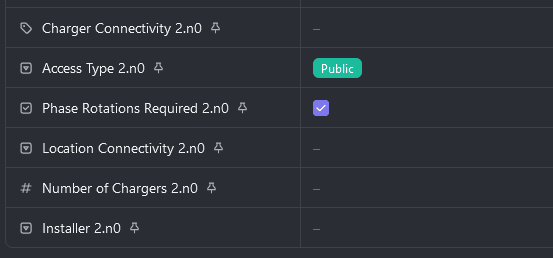 Charger Connectivity 2.n0
–
Access Type 2.n0
Public
Phase Rotations Required 2.n0
Location Connectivity 2.n0
–
Number of Chargers 2.n0
–
Installer 2.n0
–